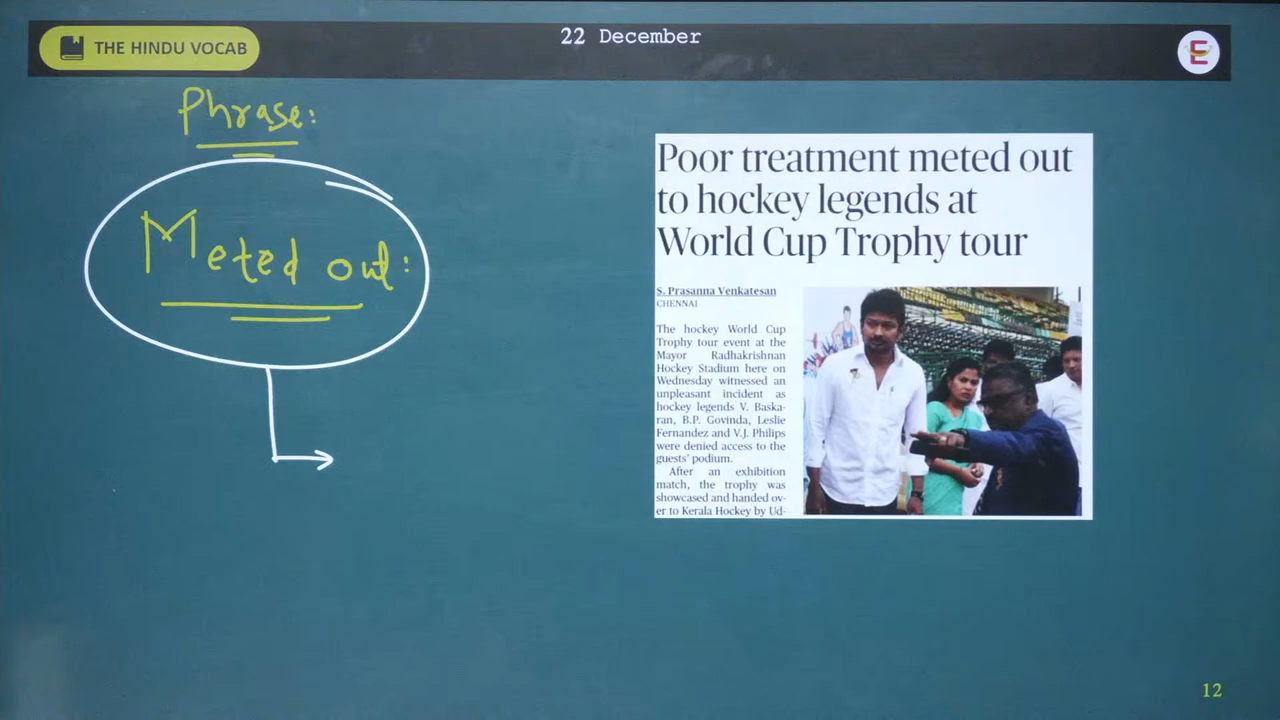 THE HINDU VOCAB
22 December
Phrase:
Meted out:
Poor treatment meted out
to hockey legends at
World Cup Trophy tour
S. Prasanna Venkatesan
CHENNAI
The hockey World Cup
Trophy tour event at the
Mayor Radhakrishnan
Hockey Stadium here on
Wednesday witnessed an
unpleasant incident as
hockey legends V. Baska-
ran, B.P. Govinda, Leslie
Fernandez and V.J. Philips
were denied access to the
guests' podium.
After an exhibition
match, the trophy was
showcased and handed ov-
er to Kerala Hockey by Ud-
12